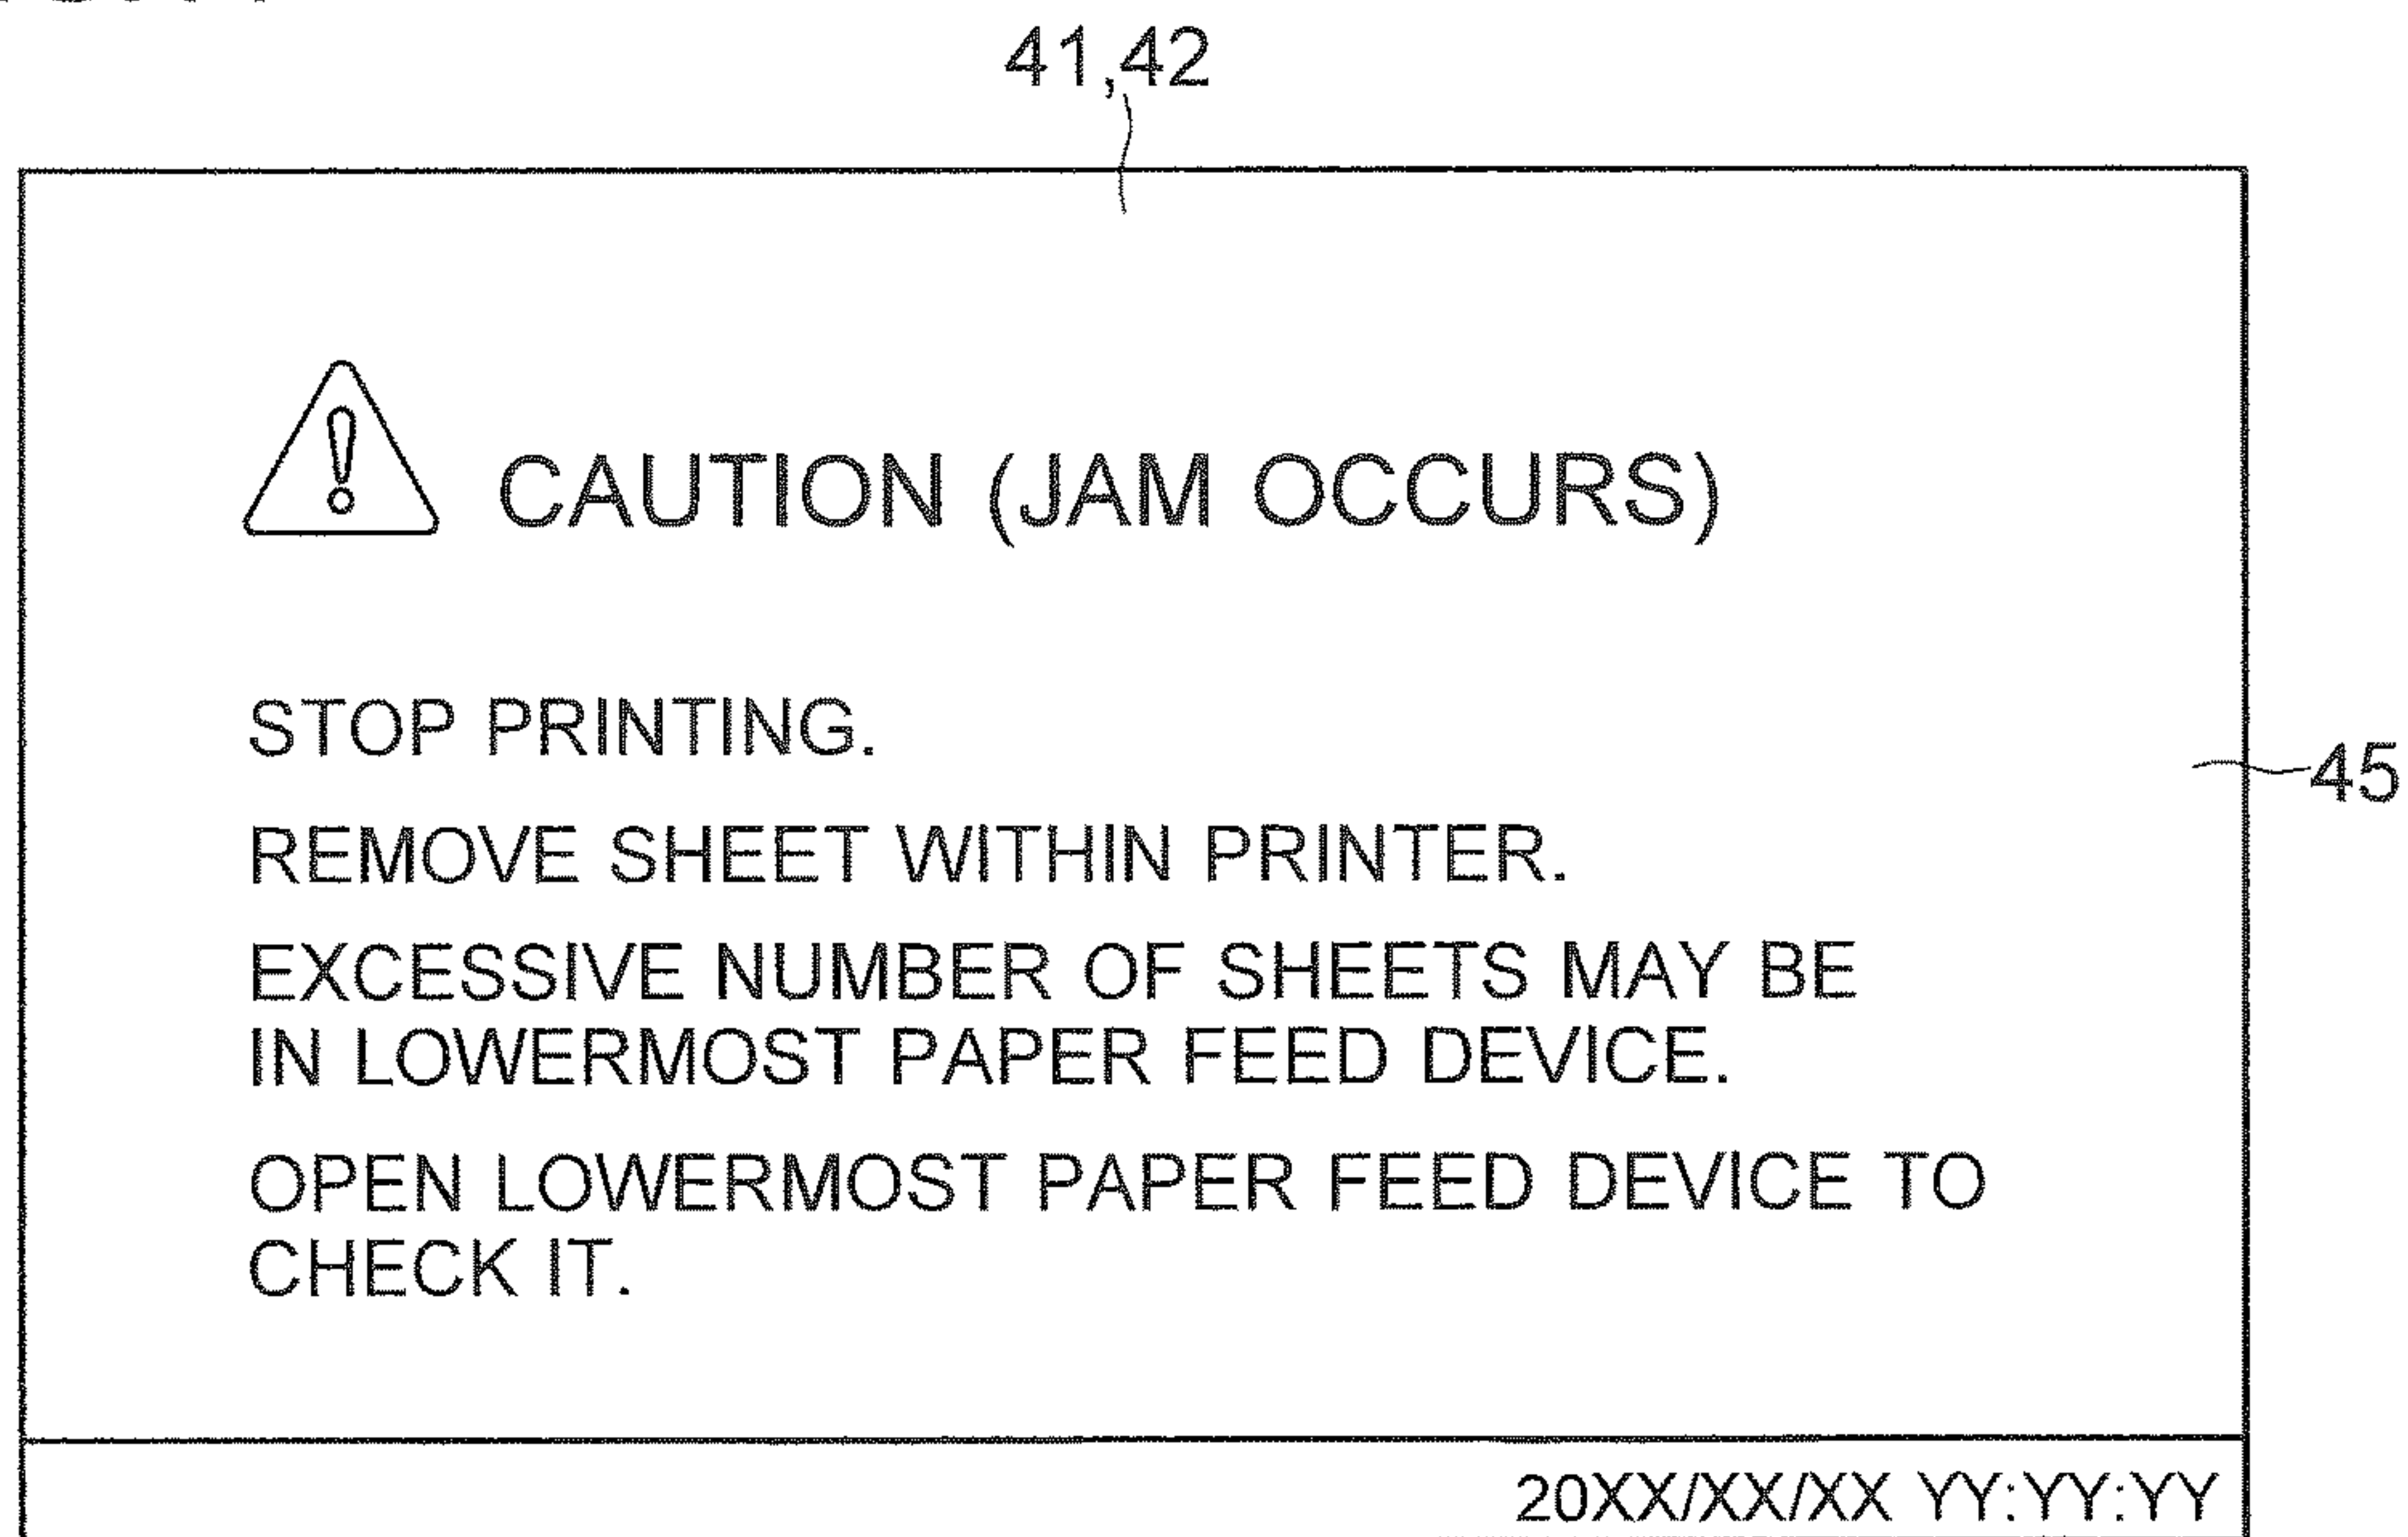 41,42
CAUTION (JAM OCCURS)
STOP PRINTING.
45
REMOVE SHEET WITHIN PRINTER.
EXCESSIVE NUMBER OF SHEETS MAY BE
IN LOWERMOST PAPER FEED DEVICE.
OPEN LOWERMOST PAPER FEED DEVICE TO
CHECK IT.
20XX/XX/XX YY:YY:YY